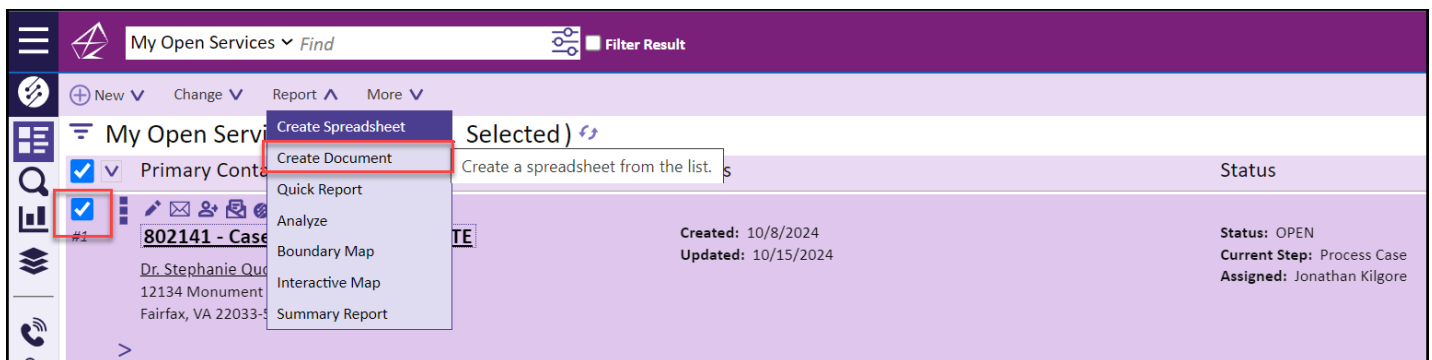 My Open Services Find Filter Result
New Change Report More
My Open Servi Selected)
Create Spreadsheet
Create Document
Create a spreadsheet from the list.
Quick Report
Analyze
Boundary Map
Interactive Map
Summary Report
Primary Conta s Status
#1
802141 - Case TE
Dr. Stephanie Quo
12134 Monument
Fairfax, VA 22033-5
Created: 10/8/2024
Updated: 10/15/2024
Status: OPEN
Current Step: Process Case
Assigned: Jonathan Kilgore